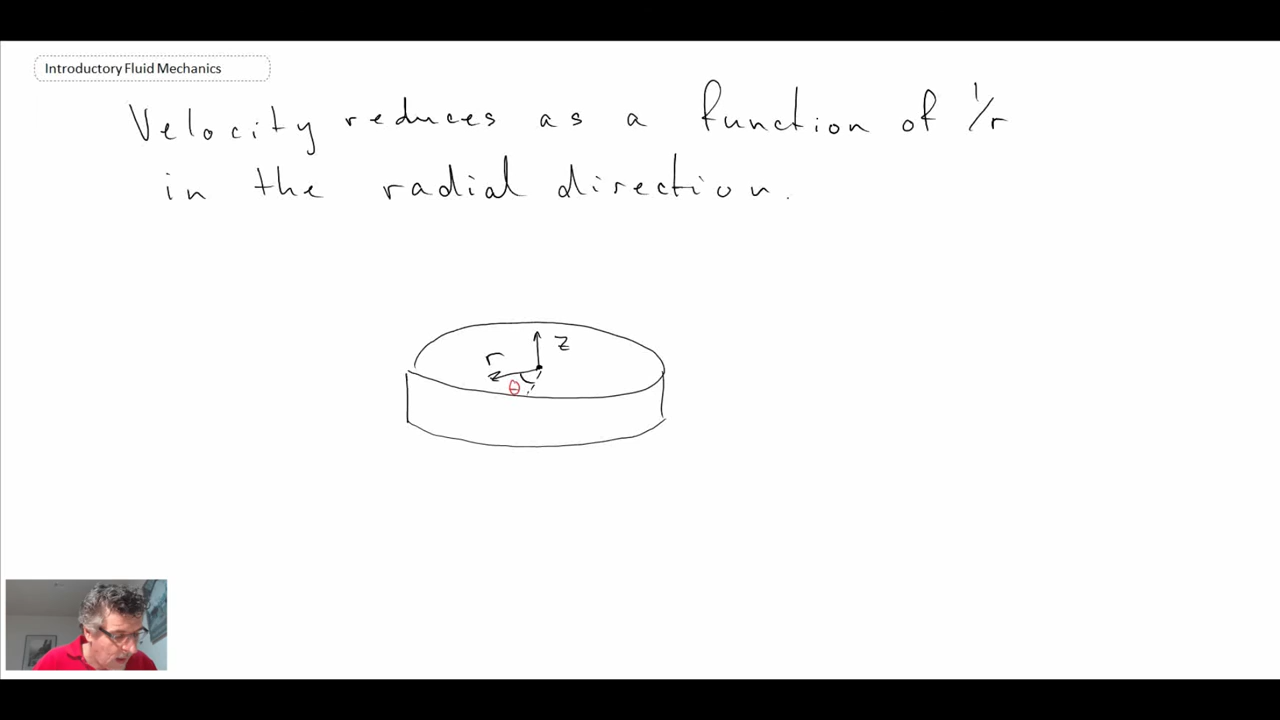 Introductory Fluid Mechanics
Velocity reduces as a function of 1/r
in the radial direction.
z
r
θ